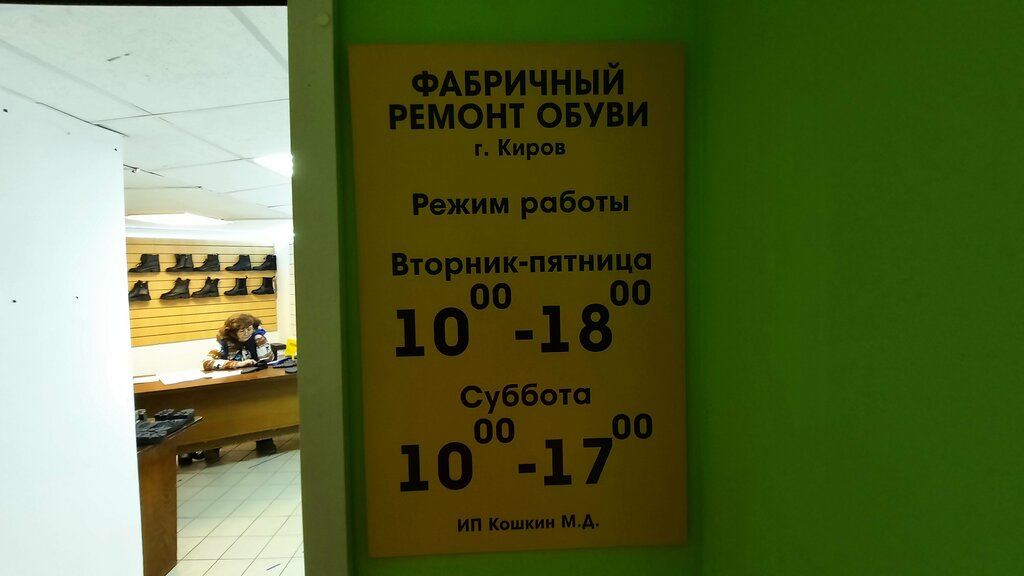 ФАБРИЧНЫЙ
РЕМОНТ ОБУВИ
г. Киров
Режим работы
Вторник-пятница
10⁰⁰-18⁰⁰
Суббота
10⁰⁰-17⁰⁰
ИП Кошкин М.Д.